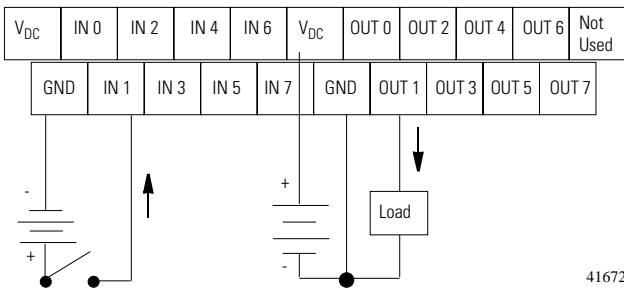 VDC IN 0 IN 2 IN 4 IN 6 VDC OUT 0 OUT 2 OUT 4 OUT 6 Not Used
GND IN 1 IN 3 IN 5 IN 7 GND OUT 1 OUT 3 OUT 5 OUT 7
-
+
+
-
Load
41672